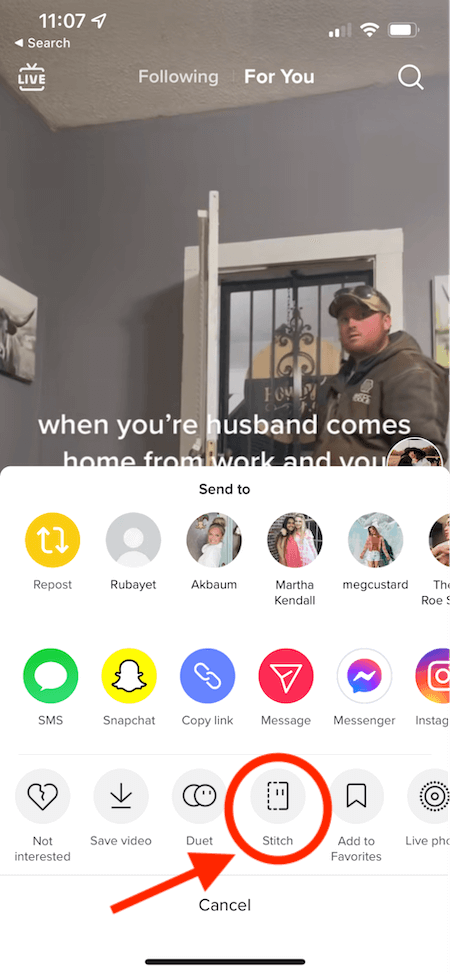 11:07
◀ Search
LIVE
Following
For You
when you're husband comes
home from work and you
Send to
Repost
Rubayet
Akbaum
Martha
Kendall
megcustard
The
Roe S
SMS
Snapchat
Copy link
Message
Messenger
Instag
Not
interested
Save video
Duet
Stitch
Add to
Favorites
Live pho
Cancel